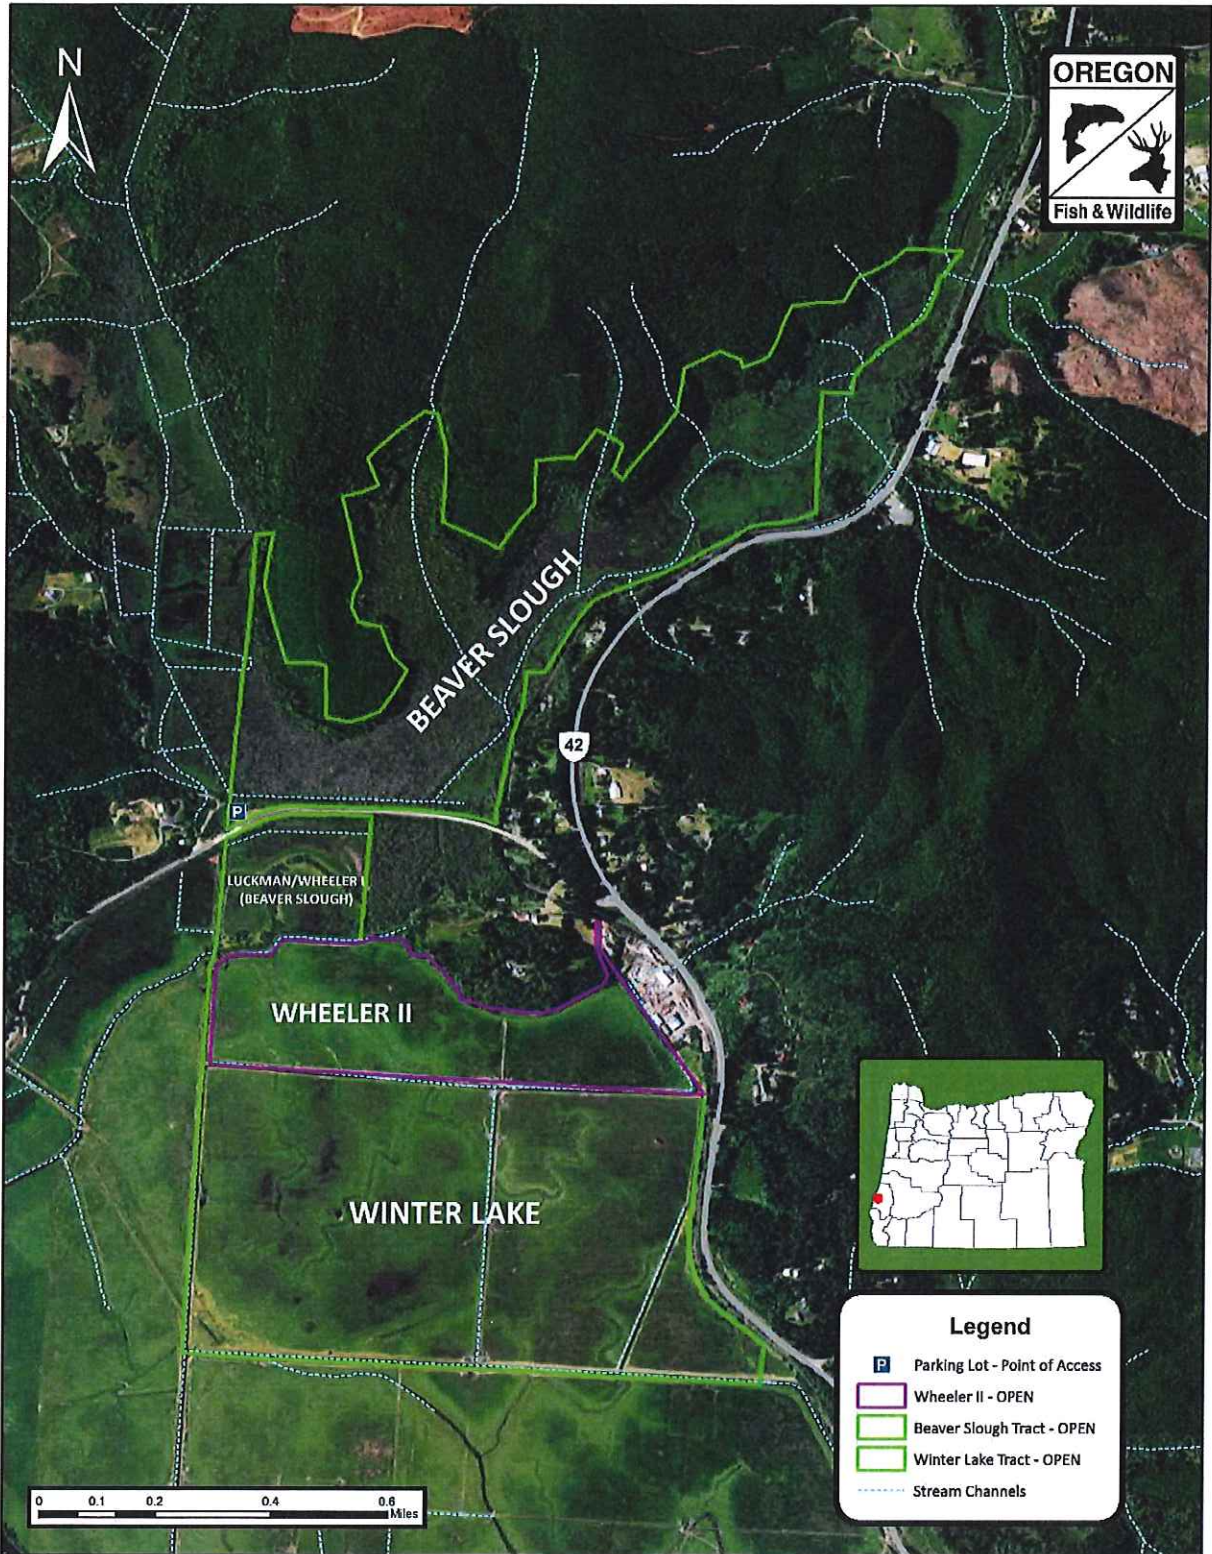 N
OREGON
Fish & Wildlife
BEAVER SLOUGH
42
P
LUCKMAN/WHEELER I
(BEAVER SLOUGH)
WHEELER II
WINTER LAKE
Legend
P Parking Lot - Point of Access
Wheeler II - OPEN
Beaver Slough Tract - OPEN
Winter Lake Tract - OPEN
Stream Channels
0 0.1 0.2 0.4 0.6
Miles